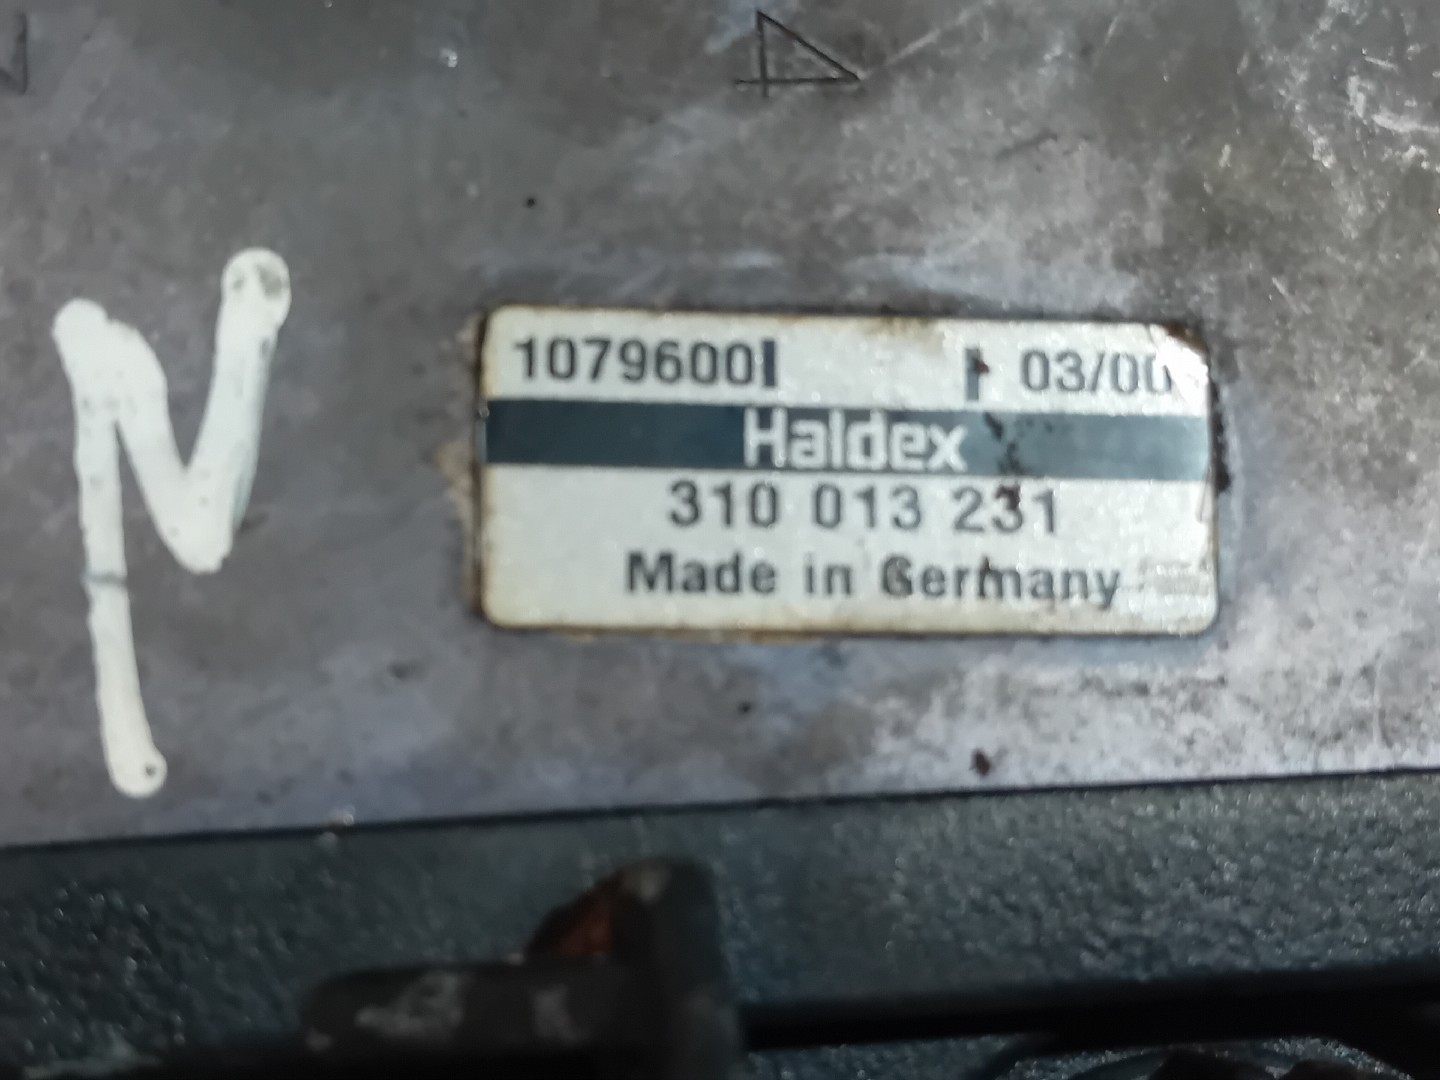 1079600 03/00
Haldex
310 013 231
Made in Germany
N